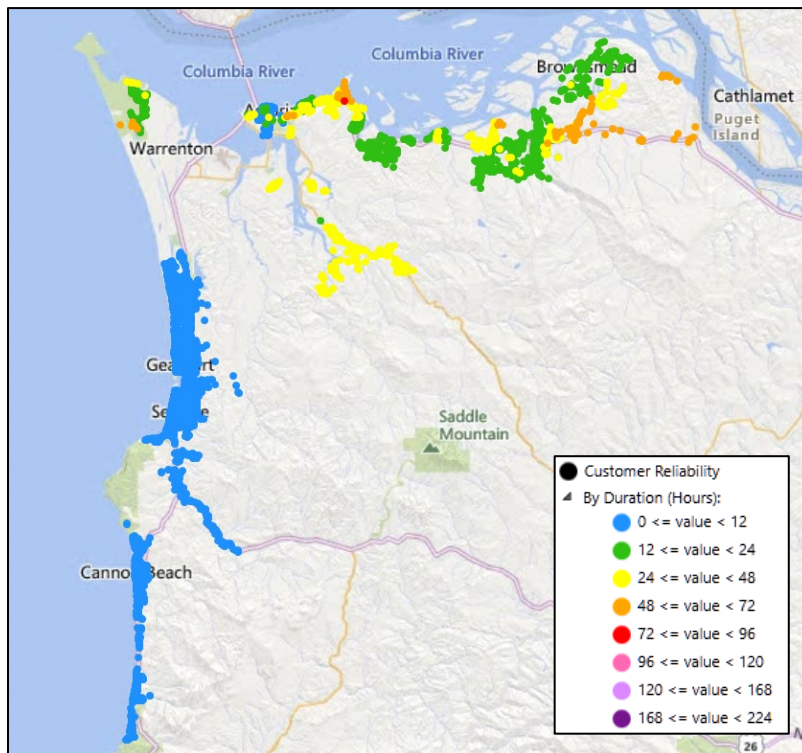 Columbia River
Columbia River
Cathlamet
Puget
Island
Warrenton
Saddle
Mountain
Cannon Beach
Customer Reliability
By Duration (Hours):
0 <= value < 12
12 <= value < 24
24 <= value < 48
48 <= value < 72
72 <= value < 96
96 <= value < 120
120 <= value < 168
168 <= value < 224
26